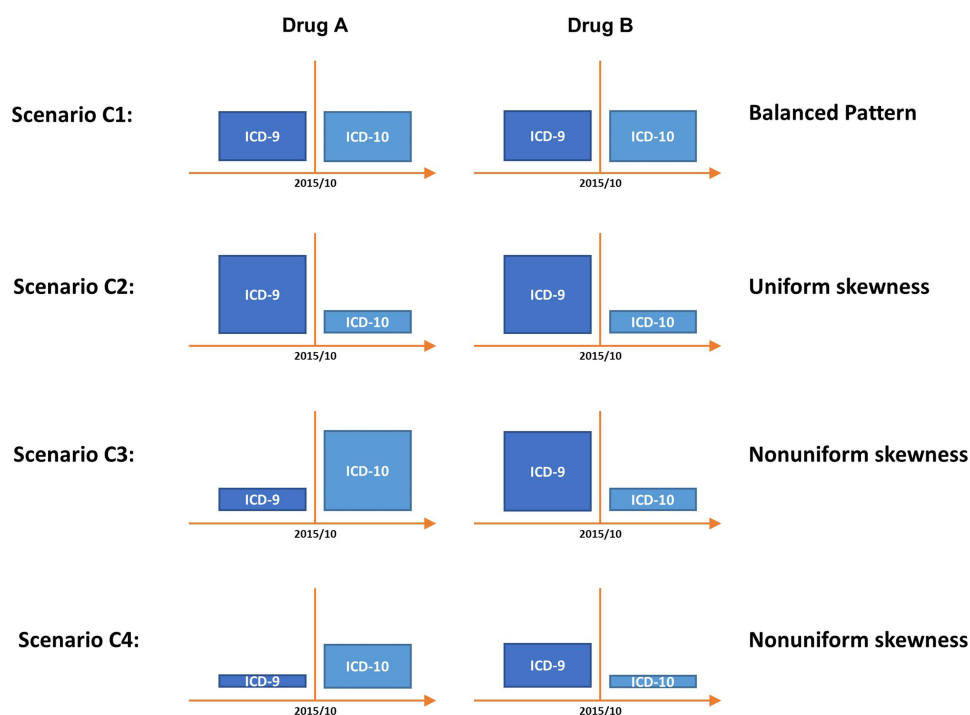 Drug A Drug B
Scenario C1: ICD-9 ICD-10 ICD-9 ICD-10 Balanced Pattern
2015/10 2015/10
Scenario C2: ICD-9 ICD-10 ICD-9 ICD-10 Uniform skewness
2015/10 2015/10
Scenario C3: ICD-9 ICD-10 ICD-9 ICD-10 Nonuniform skewness
2015/10 2015/10
Scenario C4: ICD-9 ICD-10 ICD-9 ICD-10 Nonuniform skewness
2015/10 2015/10